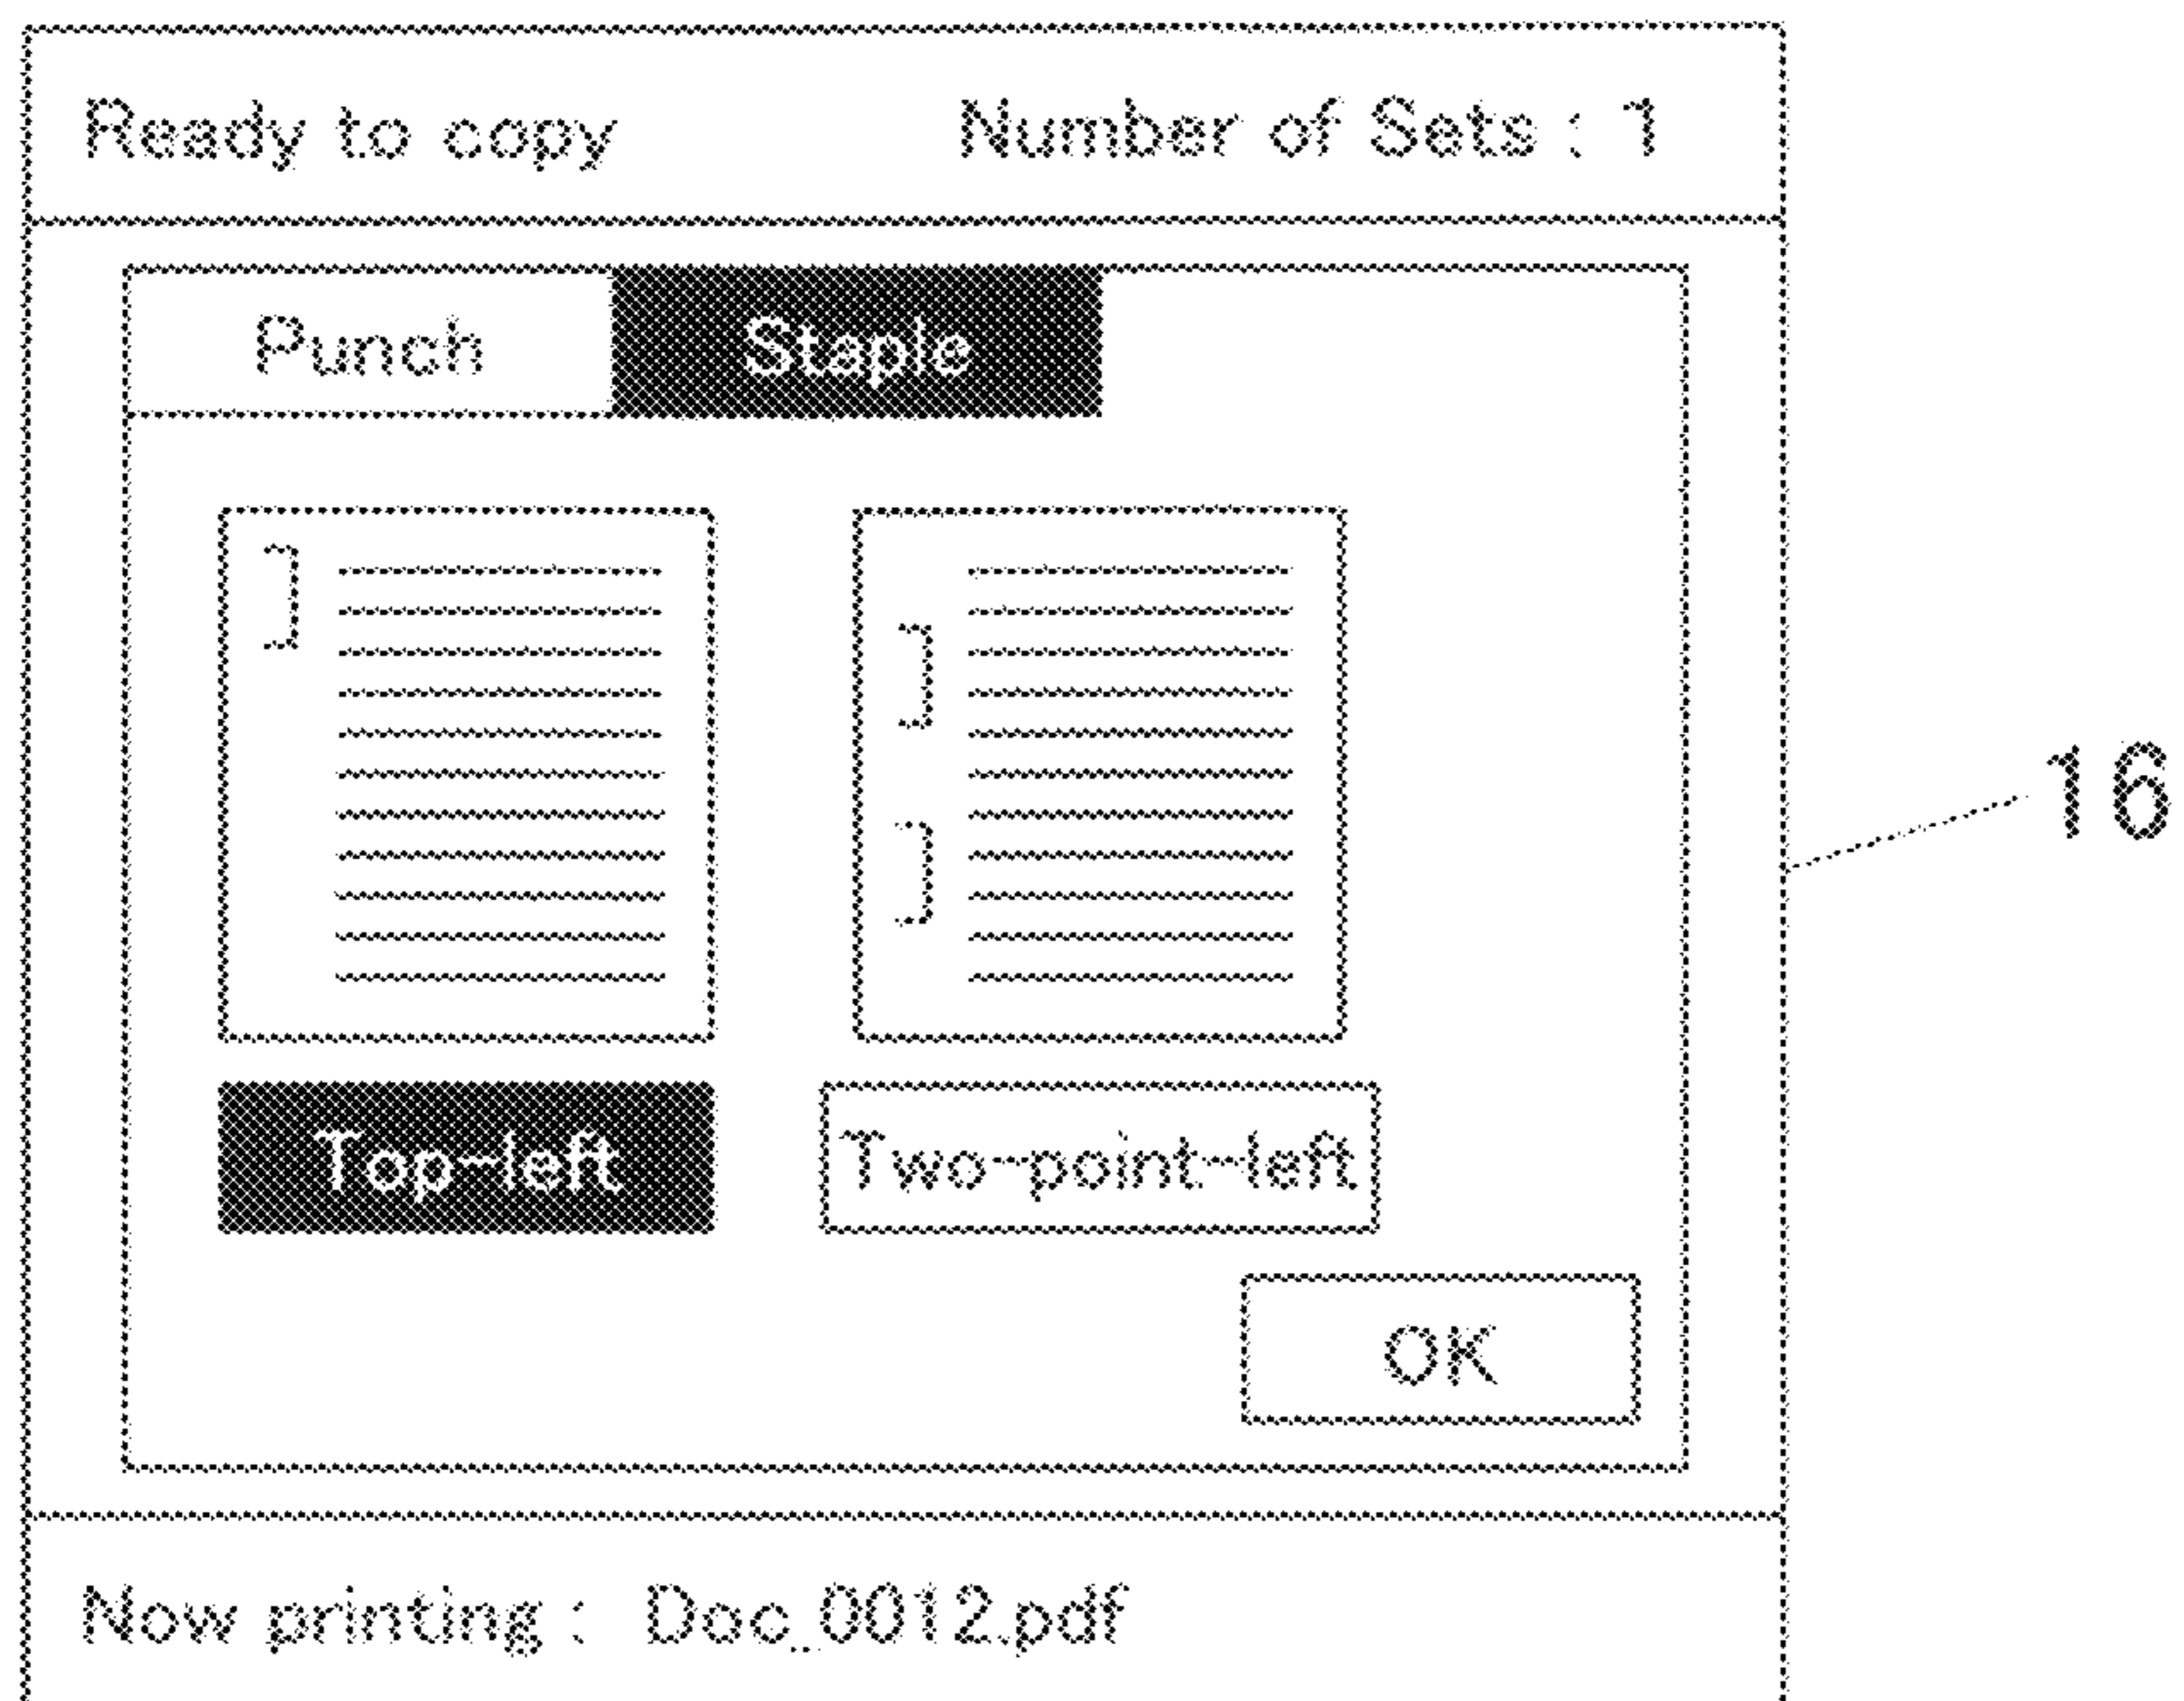 Ready to copy Number of Sets : 1
Punch Staple
16
Top-left Two-point-left
OK
Now printing : Doc_0012.pdf